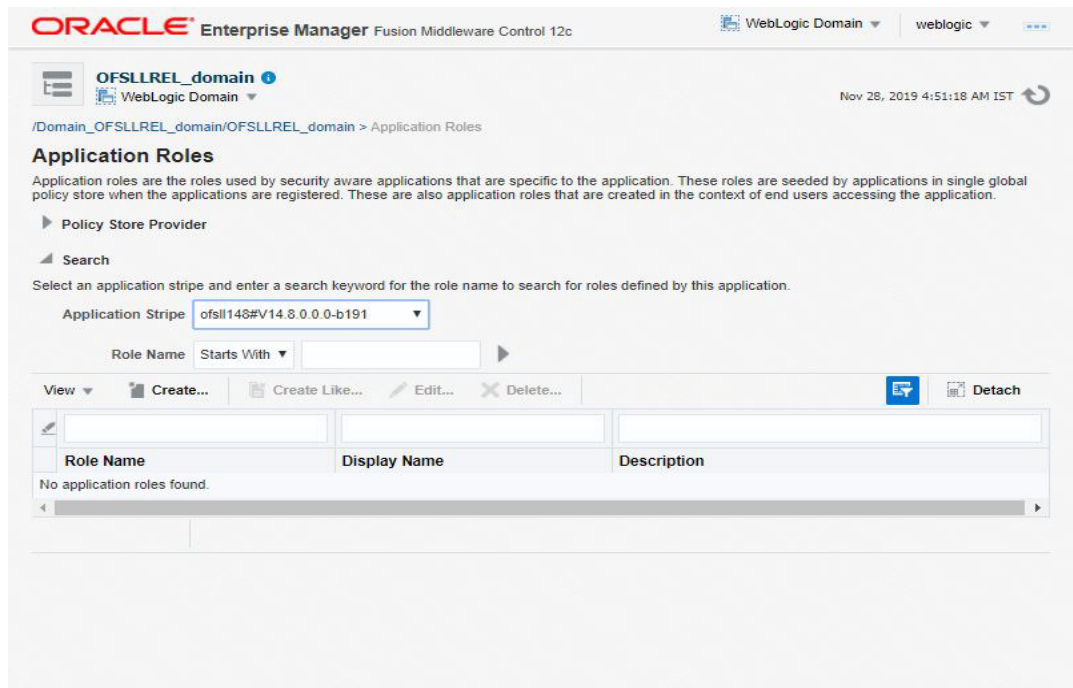 ORACLE Enterprise Manager Fusion Middleware Control 12c WebLogic Domain weblogic
OFSLLREL_domain
WebLogic Domain
Nov 28, 2019 4:51:18 AM IST
/Domain_OFSLLREL_domain/OFSLLREL_domain > Application Roles
Application Roles
Application roles are the roles used by security aware applications that are specific to the application. These roles are seeded by applications in single global
policy store when the applications are registered. These are also application roles that are created in the context of end users accessing the application.
Policy Store Provider
Search
Select an application stripe and enter a search keyword for the role name to search for roles defined by this application.
Application Stripe ofsll148#V14.8.0.0.0-b191
Role Name Starts With
View Create... Create Like... Edit... Delete... Detach
Role Name Display Name Description
No application roles found.